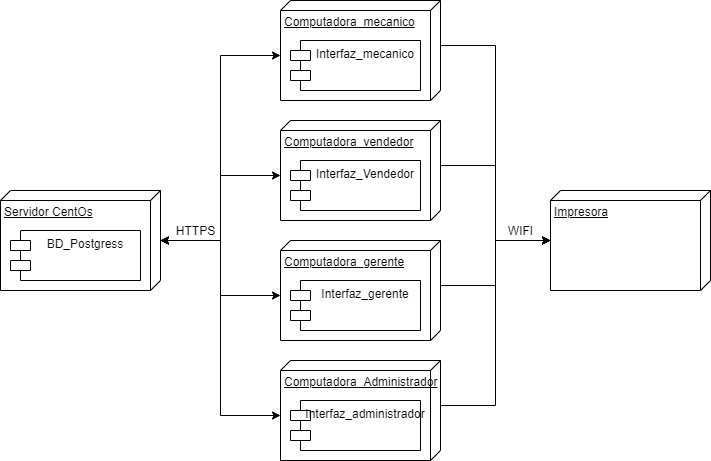 Computadora_mecanico
Interfaz_mecanico
Computadora_vendedor
Interfaz_Vendedor
Servidor CentOs
BD_Postgress
HTTPS
WIFI
Impresora
Computadora_gerente
Interfaz_gerente
Computadora_Administrador
Interfaz_administrador